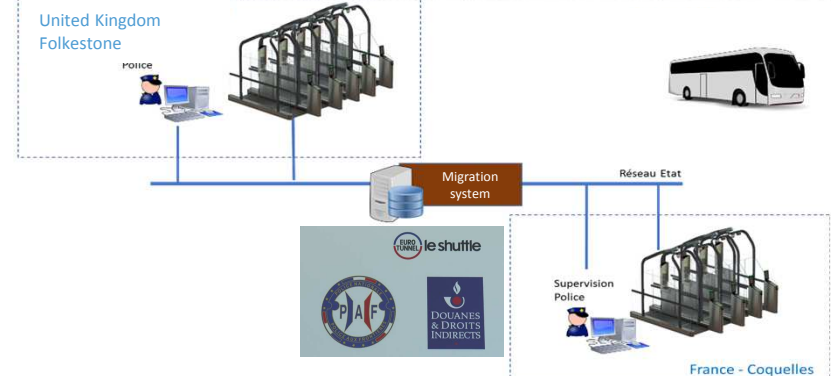 United Kingdom
Folkestone
Police
Migration
system
Réseau Etat
EURO
TUNNEL
le shuttle
PAF
DOUANES
& DROITS
INDIRECTS
Supervision
Police
France - Coquelles